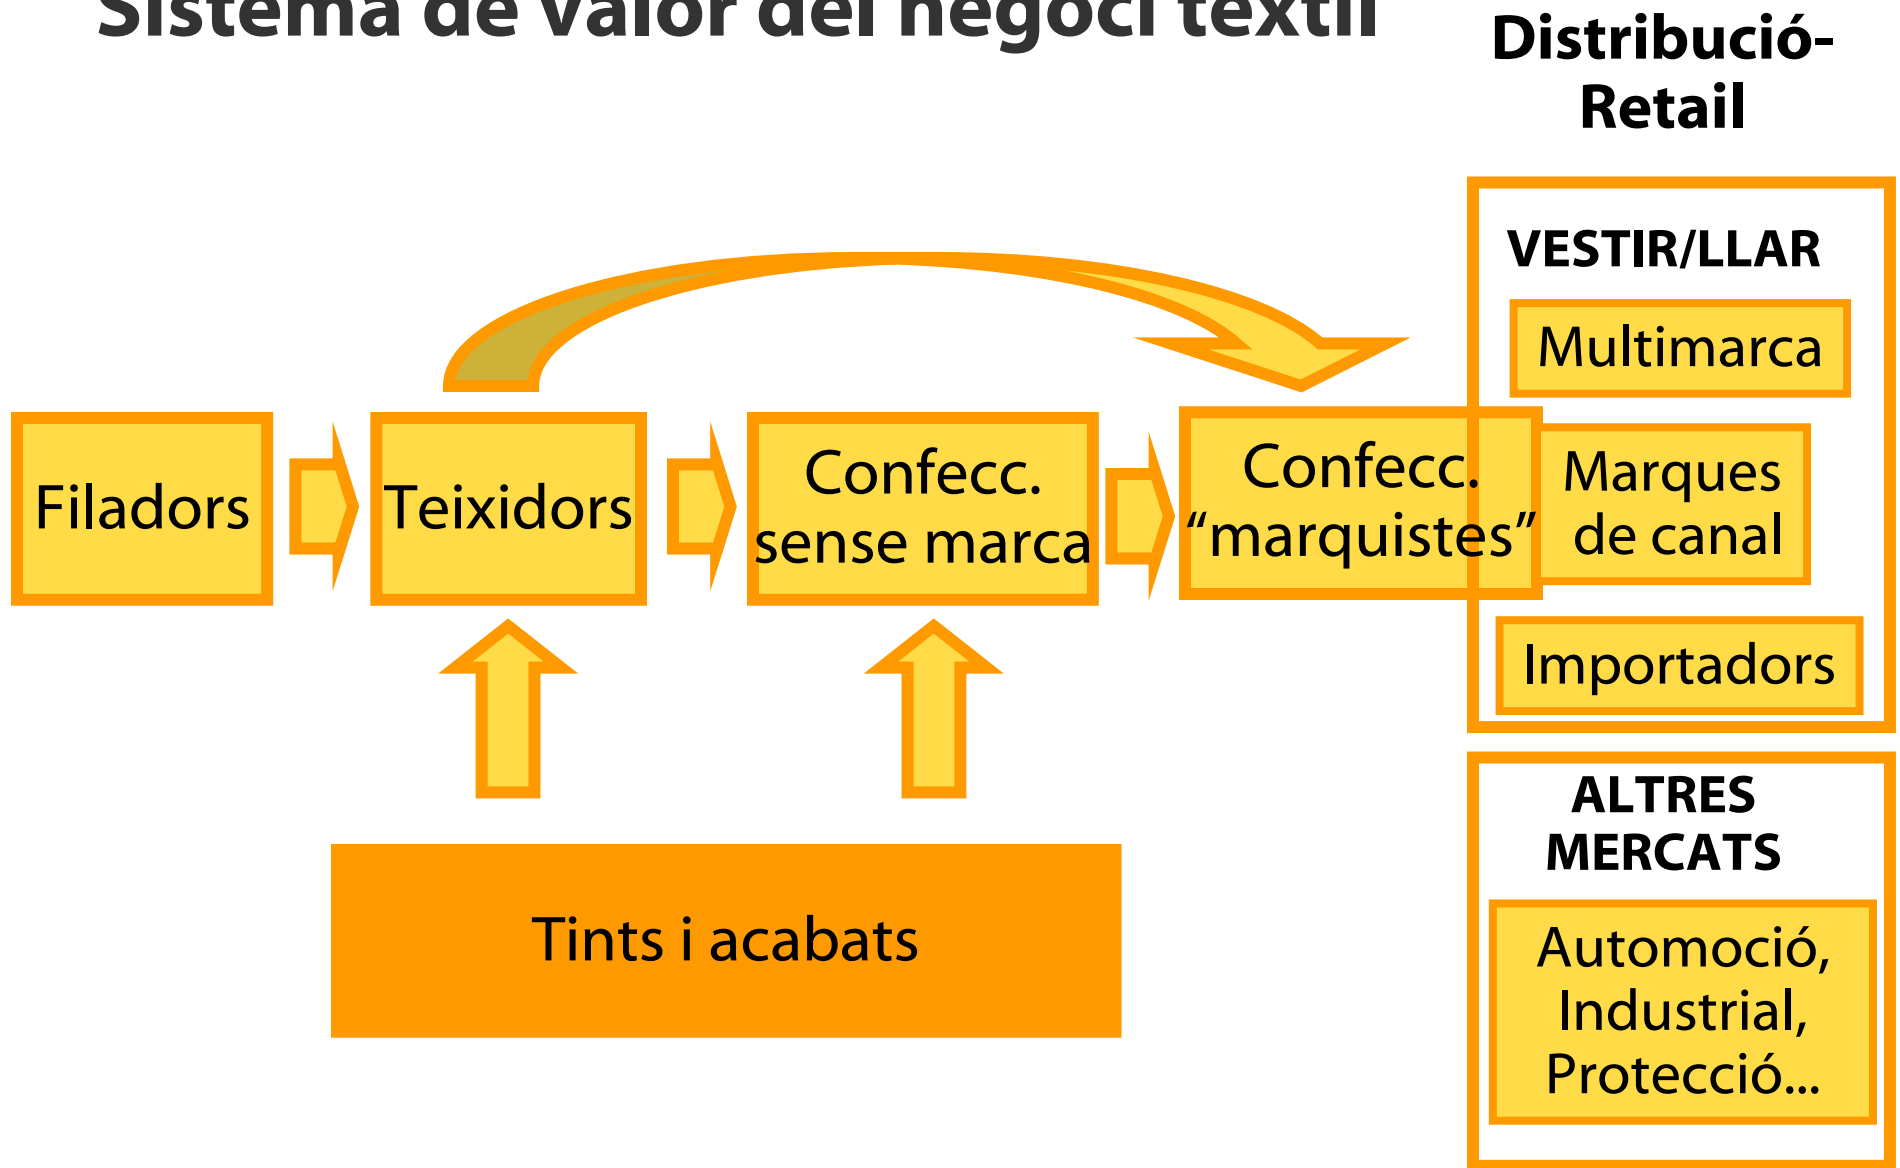 Sistema de valor del negoci tèxtil
Distribució-
Retail
VESTIR/LLAR
Multimarca
Filadors
Teixidors
Confecc.
sense marca
Confecc.
“marquistes”
Marques
de canal
Importadors
Tints i acabats
ALTRES
MERCATS
Automoció,
Industrial,
Protecció...